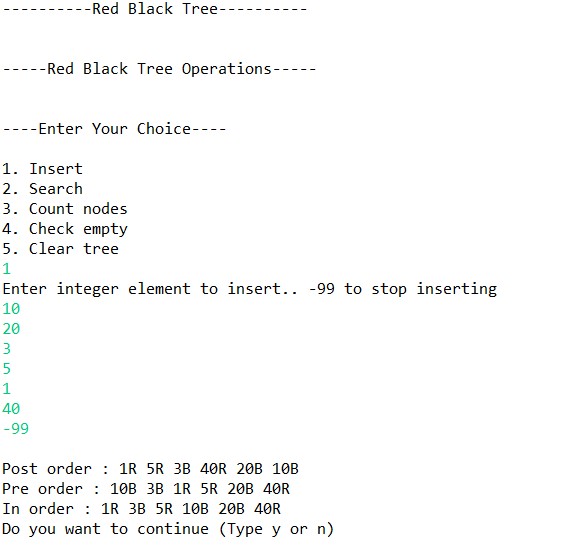 ----------Red Black Tree----------
-----Red Black Tree Operations-----
----Enter Your Choice----
1. Insert
2. Search
3. Count nodes
4. Check empty
5. Clear tree
1
Enter integer element to insert.. -99 to stop inserting
10
20
3
5
1
40
-99
Post order : 1R 5R 3B 40R 20B 10B
Pre order : 10B 3B 1R 5R 20B 40R
In order : 1R 3B 5R 10B 20B 40R
Do you want to continue (Type y or n)